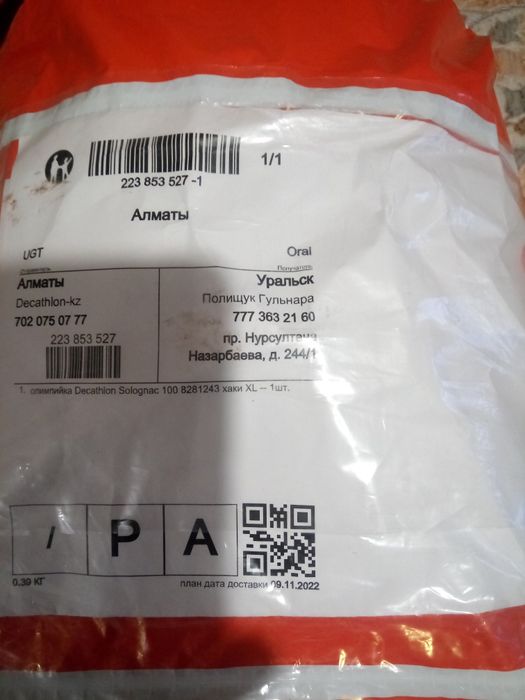 1/1
223 853 527 -1
Алматы
UGT
Oral
Отправитель
Получатель
Алматы
Decathlon-kz
702 075 07 77
223 853 527
Уральск
Полищук Гульнара
777 363 21 60
пр. Нурсултана
Назарбаева, д. 244/1
1. олимпийка Decathlon Solognac 100 8281243 хаки XL -- 1шт.
/ P A
0.39 КГ
план дата доставки 09.11.2022